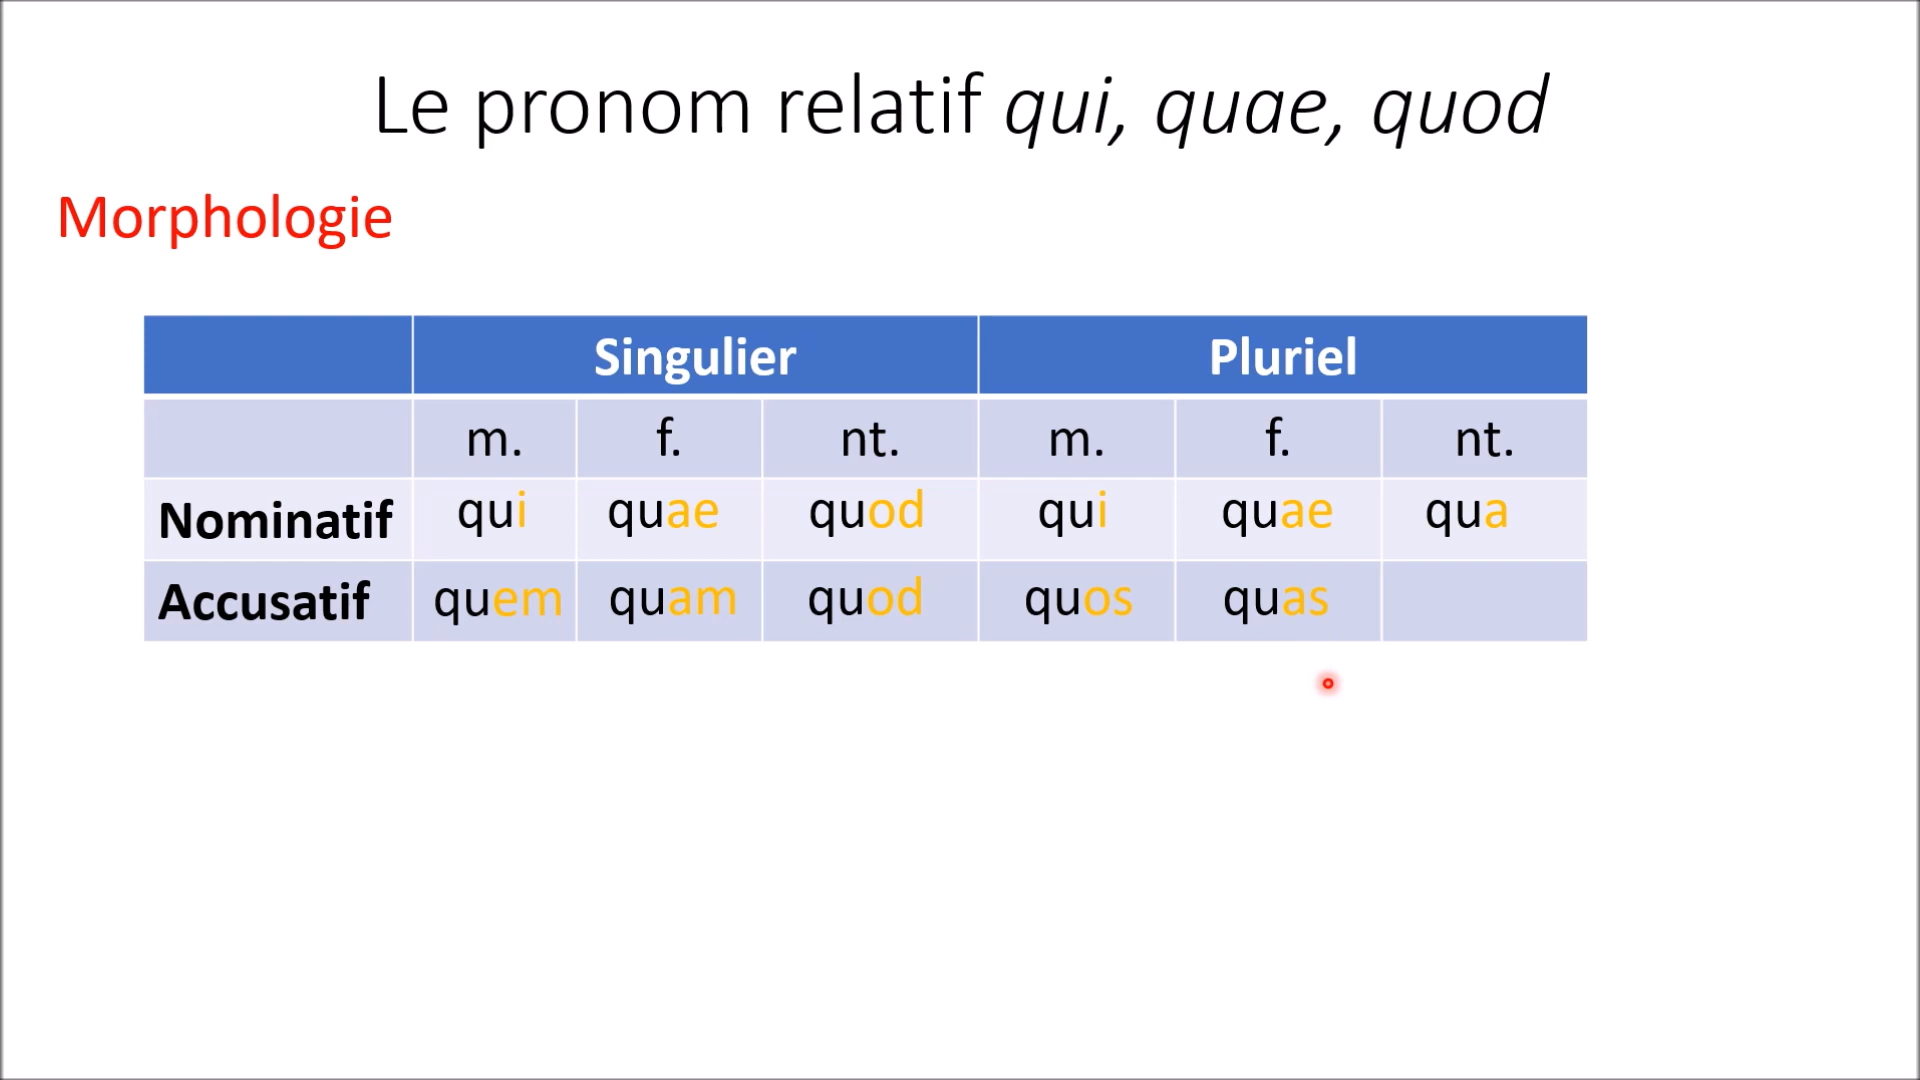 Le pronom relatif qui, quae, quod
Morphologie
Singulier Pluriel
m. f. nt. m. f. nt.
Nominatif qui quae quod qui quae qua
Accusatif quem quam quod quos quas